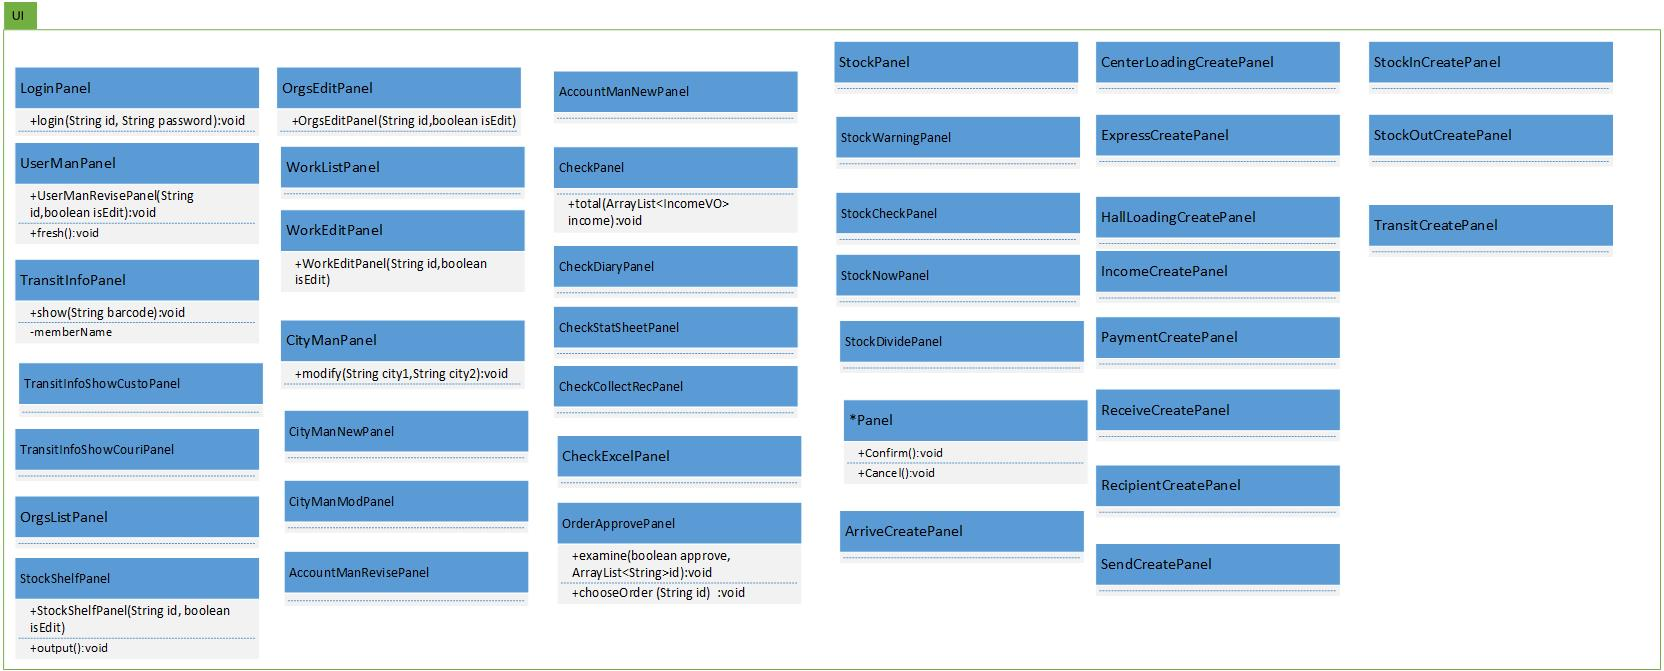 UI
LoginPanel
+login(String id, String password):void
UserManPanel
+UserManRevisePanel(String
id,boolean isEdit):void
+fresh():void
TransitInfoPanel
+show(String barcode):void
-memberName
TransitInfoShowCustoPanel
TransitInfoShowCouriPanel
OrgsListPanel
StockShelfPanel
+StockShelfPanel(String id, boolean
isEdit)
+output():void
OrgsEditPanel
+OrgsEditPanel(String id,boolean isEdit)
WorkListPanel
WorkEditPanel
+WorkEditPanel(String id,boolean
isEdit)
CityManPanel
+modify(String city1,String city2):void
CityManNewPanel
CityManModPanel
AccountManRevisePanel
AccountManNewPanel
CheckPanel
+total(ArrayList<IncomeVO>
income):void
CheckDiaryPanel
CheckStatSheetPanel
CheckCollectRecPanel
CheckExcelPanel
OrderApprovePanel
+examine(boolean approve,
ArrayList<String>id):void
+chooseOrder (String id) :void
StockPanel
StockWarningPanel
StockCheckPanel
StockNowPanel
StockDividePanel
*Panel
+Confirm():void
+Cancel():void
ArriveCreatePanel
CenterLoadingCreatePanel
ExpressCreatePanel
HallLoadingCreatePanel
IncomeCreatePanel
PaymentCreatePanel
ReceiveCreatePanel
RecipientCreatePanel
SendCreatePanel
StockInCreatePanel
StockOutCreatePanel
TransitCreatePanel